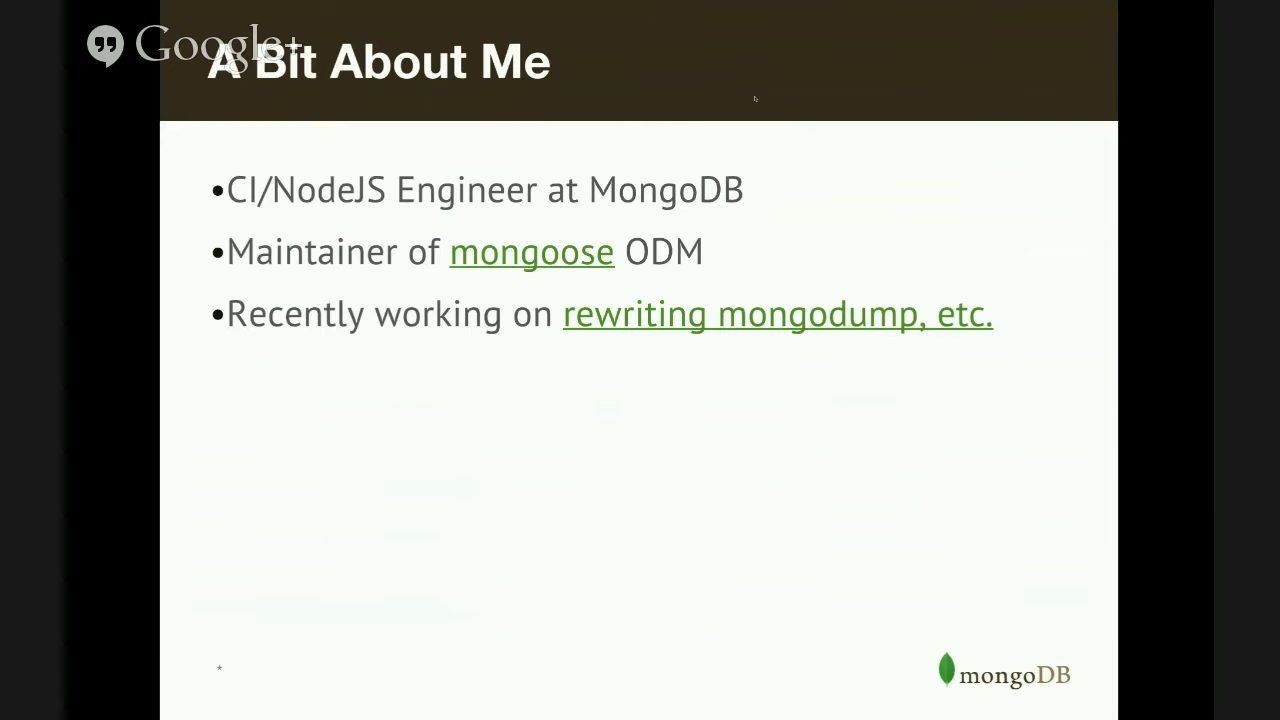 Google+
A Bit About Me
•CI/NodeJS Engineer at MongoDB
•Maintainer of mongoose ODM
•Recently working on rewriting mongodump, etc.
*
mongoDB